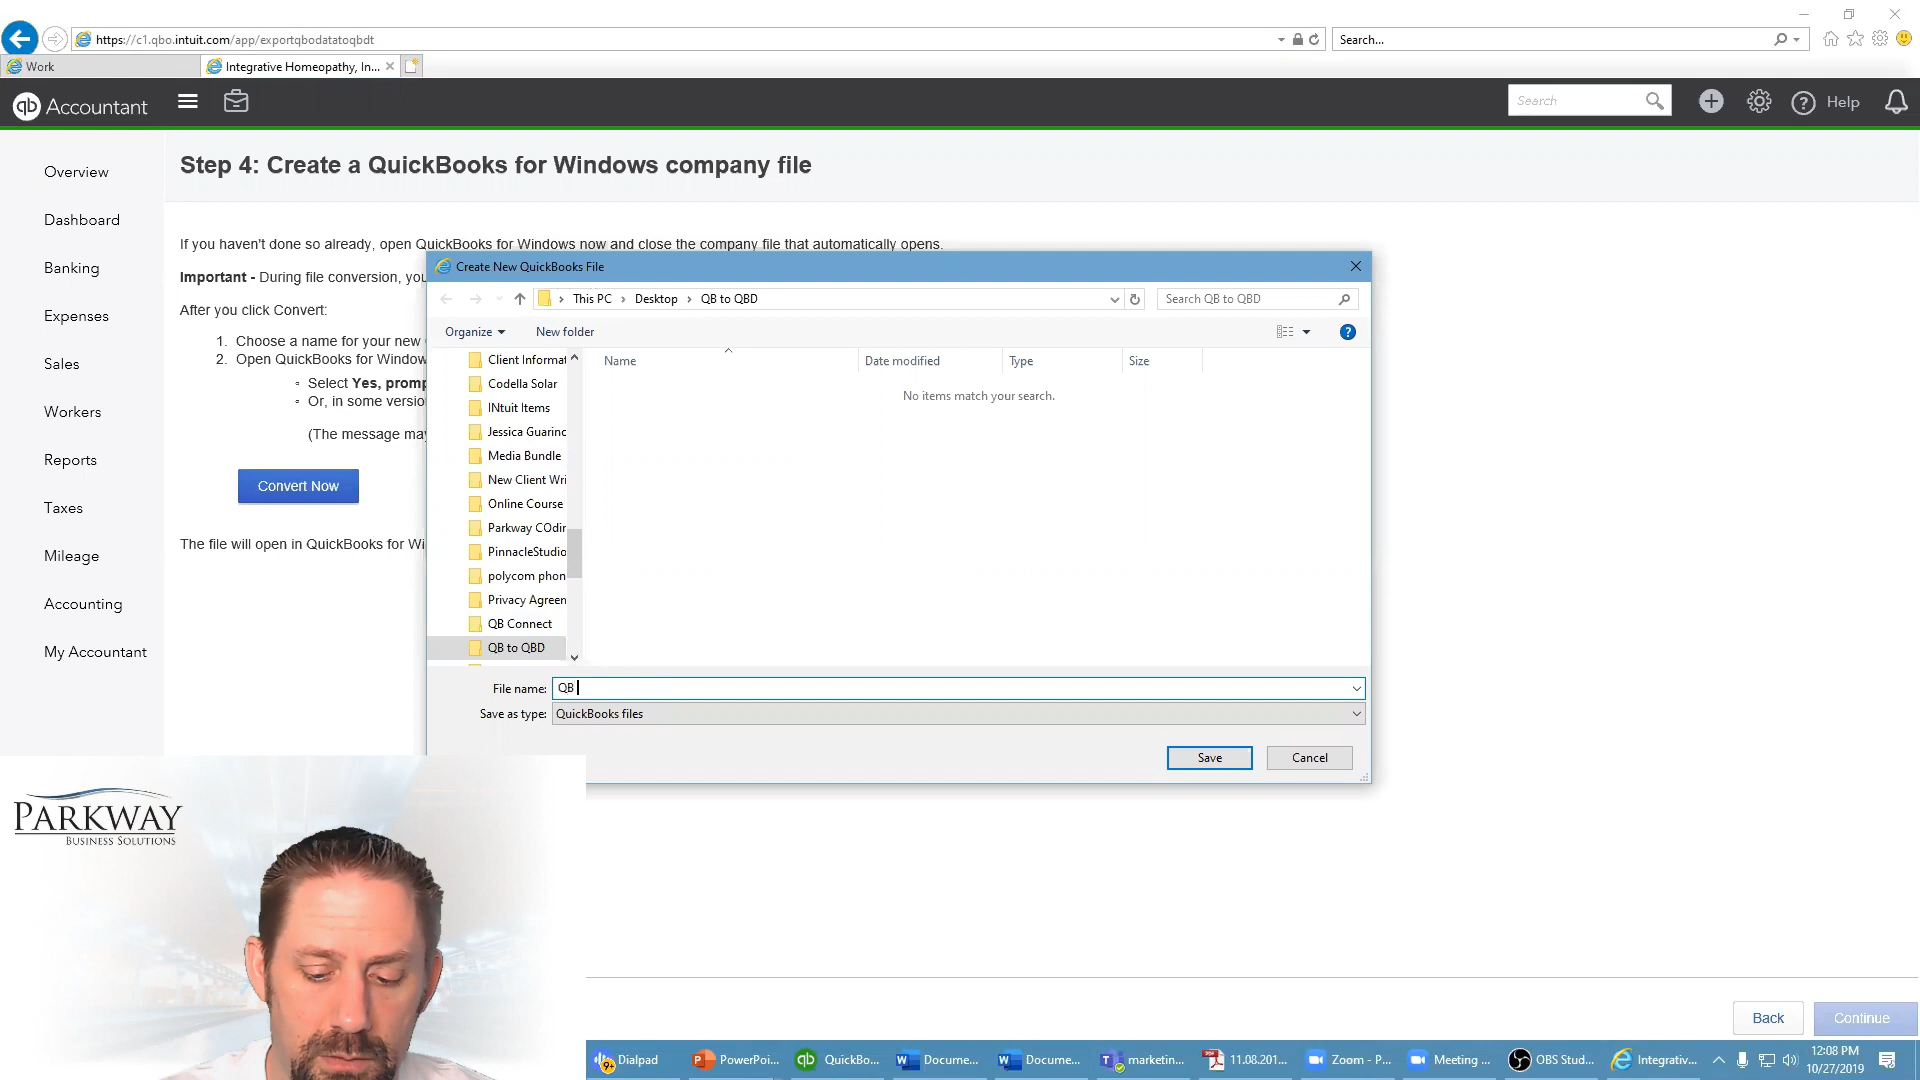 https://c1.qbo.intuit.com/app/exportqbodatatoqbdt
Search...
Work
Integrative Homeopathy, In...
qb Accountant
Search
Help
Overview
Dashboard
Banking
Expenses
Sales
Workers
Reports
Taxes
Mileage
Accounting
My Accountant
Step 4: Create a QuickBooks for Windows company file
If you haven't done so already, open QuickBooks for Windows now and close the company file that automatically opens.
Important - During file conversion, you
After you click Convert:
1. Choose a name for your new
2. Open QuickBooks for Window
Select Yes, promp
Or, in some versio
(The message may
Convert Now
The file will open in QuickBooks for Wi
Create New QuickBooks File
This PC > Desktop > QB to QBD
Search QB to QBD
Organize
New folder
Name
Date modified
Type
Size
No items match your search.
Client Informat
Codella Solar
INtuit Items
Jessica Guarino
Media Bundle
New Client Wri
Online Course
Parkway COdin
PinnacleStudio
polycom phon
Privacy Agreen
QB Connect
QB to QBD
File name: QB
Save as type: QuickBooks files
Save
Cancel
PARKWAY
BUSINESS SOLUTIONS
Back
Continue
9+ Dialpad
PowerPoi...
QuickBo...
Docume...
Docume...
marketin...
11.08.201...
Zoom - P...
Meeting ...
OBS Stud...
Integrativ...
12:08 PM
10/27/2019